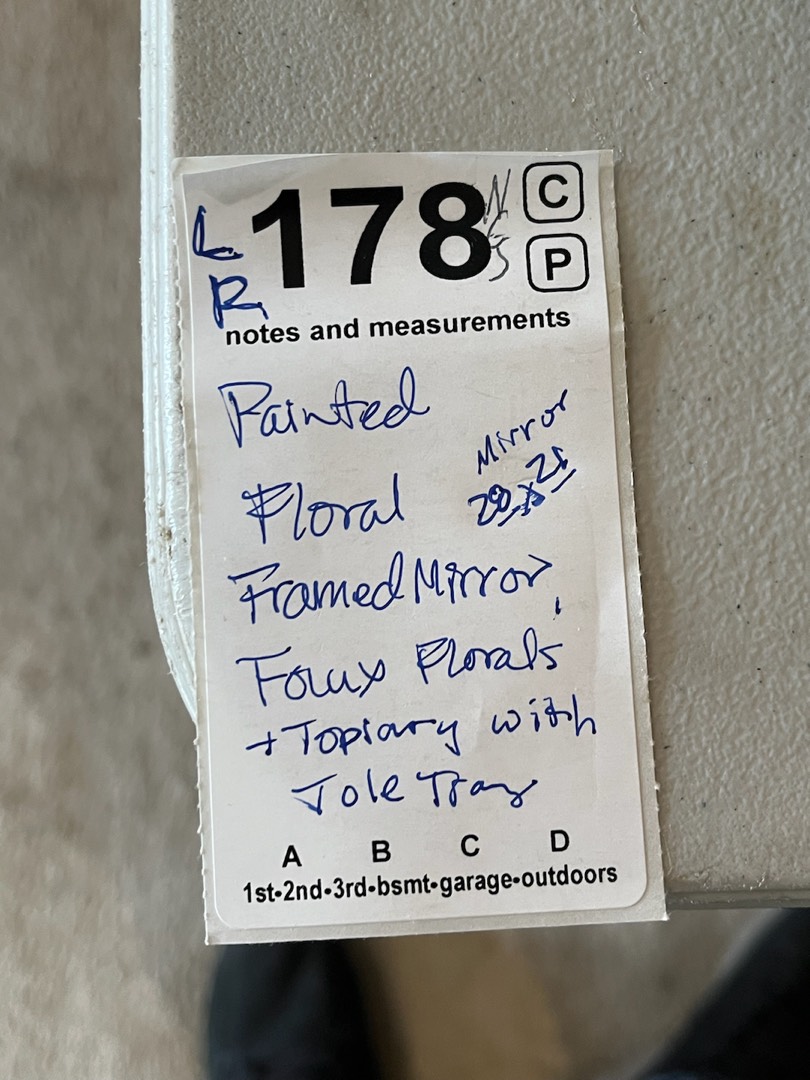 L 178 N/S C
R P
notes and measurements
Painted
Floral
Mirror
Framed Mirror,
Faux Florals
+ Topiary with
Tole Tray
A B C D
1st•2nd•3rd•bsmt•garage•outdoors